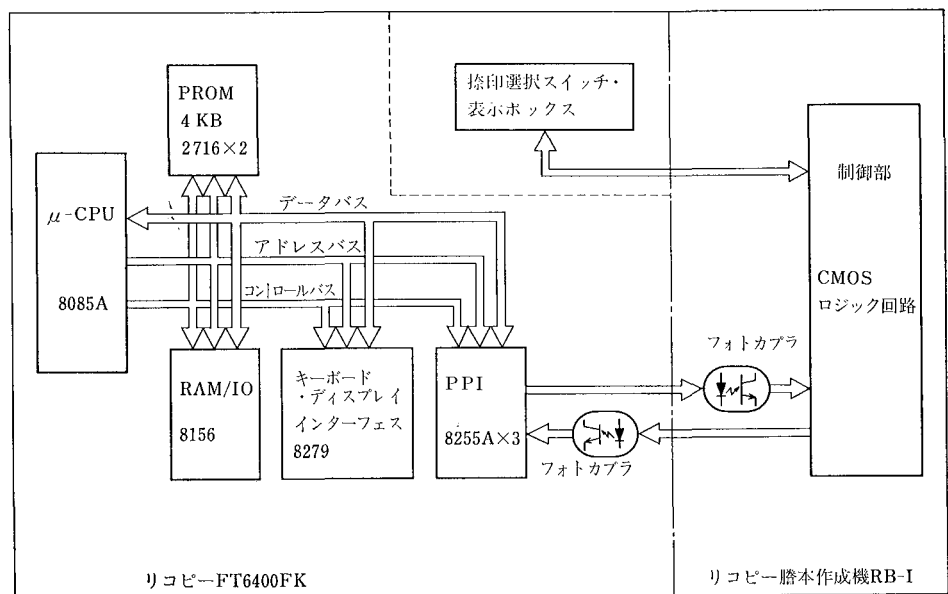 PROM
4 KB
2716×2
捺印選択スイッチ・
表示ボックス
μ-CPU
8085A
データバス
アドレスバス
コントロールバス
制御部
CMOS
ロジック回路
RAM/IO
8156
キーボード
・ディスプレイ
インターフェス
8279
PPI
8255A×3
フォトカプラ
フォトカプラ
リコピーFT6400FK
リコピー謄本作成機RB-I